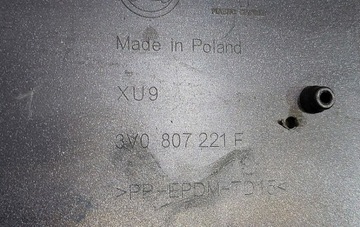 Made in Poland
XU9
3V0 807 221 F
>PP-EPDM-TD15<